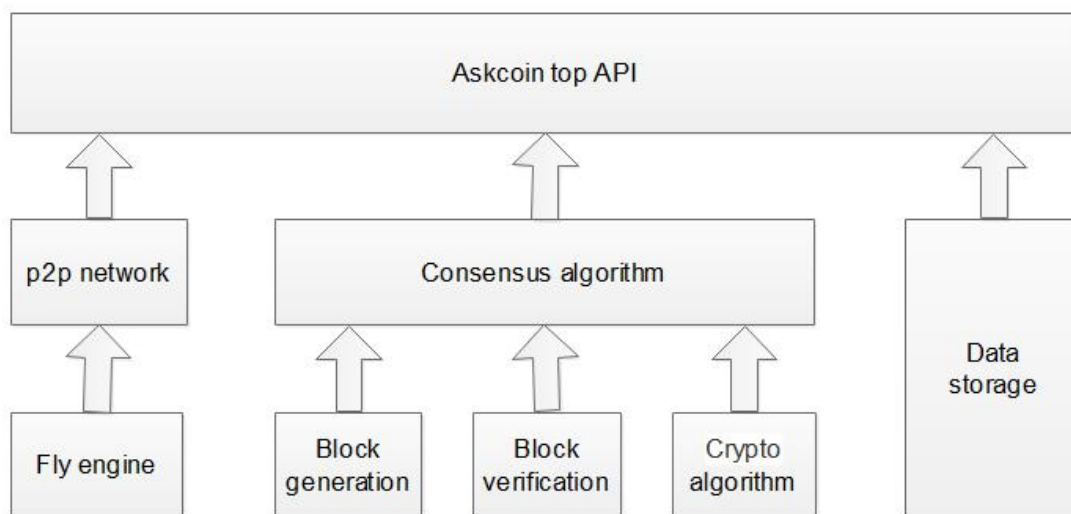 Askcoin top API
p2p network
Consensus algorithm
Data
storage
Fly engine
Block
generation
Block
verification
Crypto
algorithm